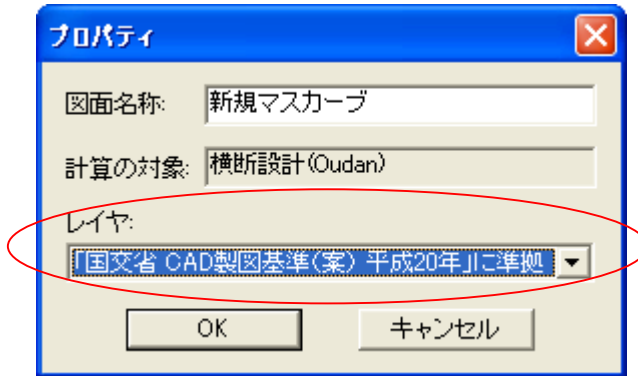 プロパティ
図面名称: 新規マスカーブ
計算の対象: 横断設計(Oudan)
レイヤ:
「国交省 CAD製図基準(案) 平成20年」に準拠
OK キャンセル